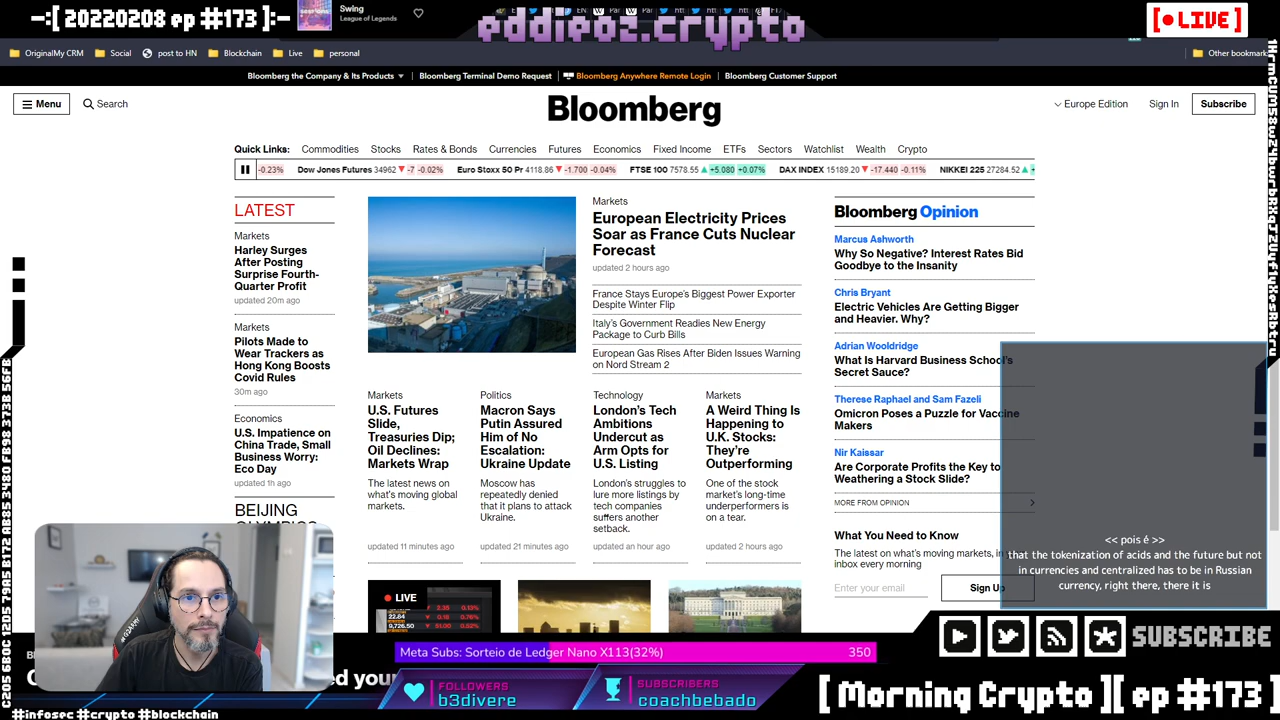 -:[ 20220208 ep #173 ]:-
Swing
League of Legends
eddieoz.crypto
[ LIVE ]
OriginalMy CRM
Social
post to HN
Blockchain
Live
personal
Other bookmark
Bloomberg the Company & Its Products
Bloomberg Terminal Demo Request
Bloomberg Anywhere Remote Login
Bloomberg Customer Support
Menu
Search
Bloomberg
Europe Edition
Sign In
Subscribe
Quick Links: Commodities Stocks Rates & Bonds Currencies Futures Economics Fixed Income ETFs Sectors Watchlist Wealth Crypto
-0.23% Dow Jones Futures 34962 -7 -0.02% Euro Stoxx 50 Pr 4118.86 -1.700 -0.04% FTSE 100 7578.55 +5.080 +0.07% DAX INDEX 15189.20 -17.440 -0.11% NIKKEI 225 27284.52
LATEST
Markets
Harley Surges
After Posting
Surprise Fourth-
Quarter Profit
updated 20m ago
Markets
Pilots Made to
Wear Trackers as
Hong Kong Boosts
Covid Rules
30m ago
Economics
U.S. Impatience on
China Trade, Small
Business Worry:
Eco Day
updated 1h ago
BEIJING
OLYMPICS
Markets
European Electricity Prices
Soar as France Cuts Nuclear
Forecast
updated 2 hours ago
France Stays Europe's Biggest Power Exporter
Despite Winter Flip
Italy's Government Readies New Energy
Package to Curb Bills
European Gas Rises After Biden Issues Warning
on Nord Stream 2
Markets
U.S. Futures
Slide,
Treasuries Dip;
Oil Declines:
Markets Wrap
The latest news on
what's moving global
markets.
updated 11 minutes ago
Politics
Macron Says
Putin Assured
Him of No
Escalation:
Ukraine Update
Moscow has
repeatedly denied
that it plans to attack
Ukraine.
updated 21 minutes ago
Technology
London's Tech
Ambitions
Undercut as
Arm Opts for
U.S. Listing
London's struggles to
lure more listings by
tech companies
suffers another
setback.
updated an hour ago
Markets
A Weird Thing Is
Happening to
U.K. Stocks:
They're
Outperforming
One of the stock
market's long-time
underperformers is
on a tear.
updated 2 hours ago
Bloomberg Opinion
Marcus Ashworth
Why So Negative? Interest Rates Bid
Goodbye to the Insanity
Chris Bryant
Electric Vehicles Are Getting Bigger
and Heavier. Why?
Adrian Wooldridge
What Is Harvard Business School's
Secret Sauce?
Therese Raphael and Sam Fazeli
Omicron Poses a Puzzle for Vaccine
Makers
Nir Kaissar
Are Corporate Profits the Key to
Weathering a Stock Slide?
MORE FROM OPINION
What You Need to Know
The latest on what's moving markets, in
inbox every morning
Enter your email
Sign Up
<< pois é >>
that the tokenization of acids and the future but not
in currencies and centralized has to be in Russian
currency, right there, there it is
LIVE
SUBSCRIBE
Meta Subs: Sorteio de Ledger Nano X113(32%)
350
FOLLOWERS
b3divere
SUBSCRIBERS
coachbebado
[ Morning Crypto ][ ep #173 ]
#infosec #crypto #blockchain